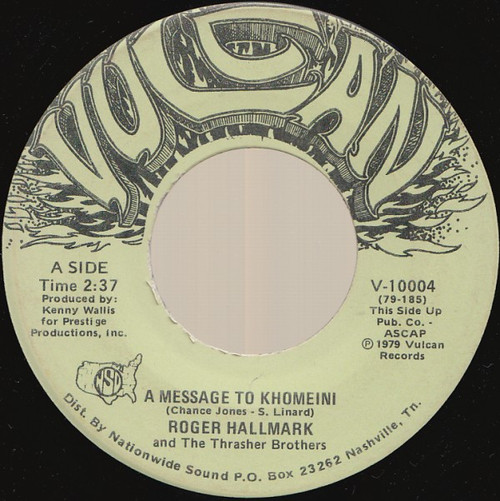 VULCAN
A SIDE
Time 2:37
Produced by:
Kenny Wallis
for Prestige
Productions, Inc.
V-10004
(79-185)
This Side Up
Pub. Co. -
ASCAP
℗ 1979 Vulcan
Records
NSD
A MESSAGE TO KHOMEINI
(Chance Jones - S. Linard)
ROGER HALLMARK
and The Thrasher Brothers
Dist. By Nationwide Sound P.O. Box 23262 Nashville, Tn.